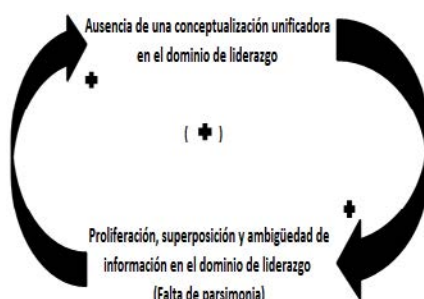 Ausencia de una conceptualización unificadora
en el dominio de liderazgo
✚
( ✚ )
✚
Proliferación, superposición y ambigüedad de
información en el dominio de liderazgo
(Falta de parsimonia)